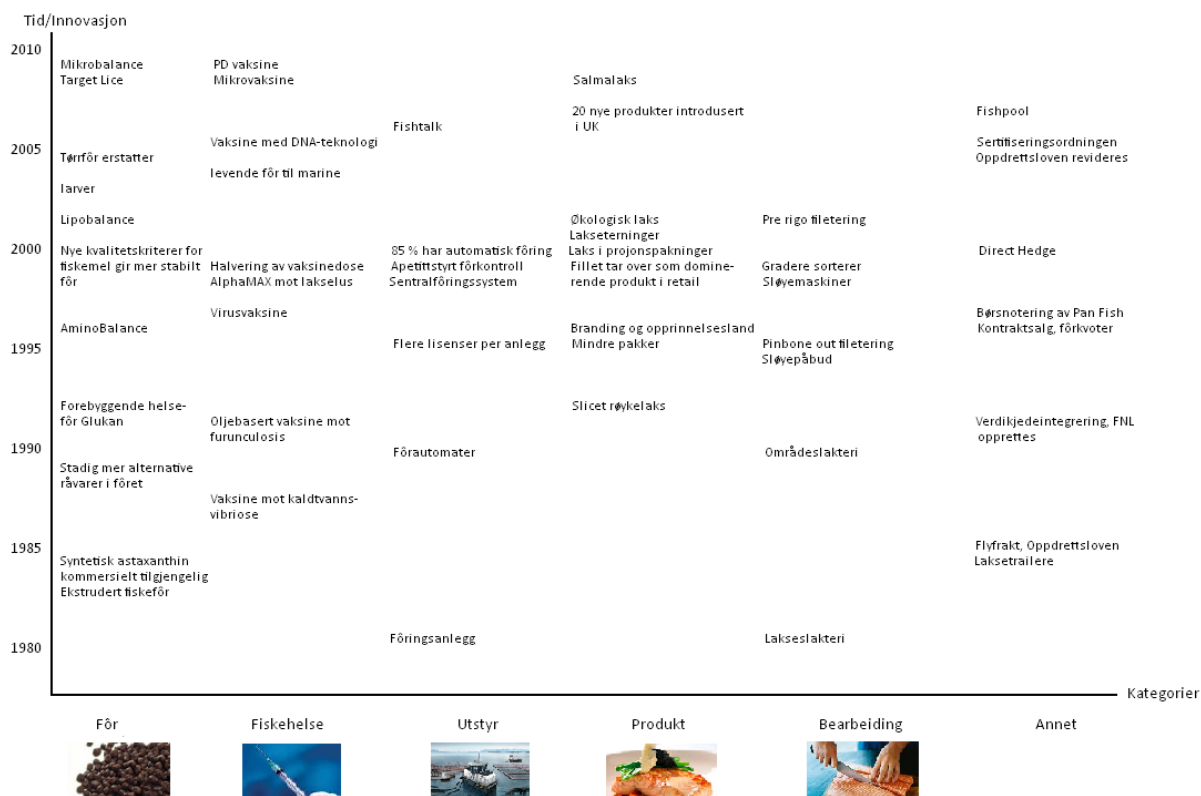 Tid/Innovasjon
2010
Mikrobalance
Target Lice
PD vaksine
Mikrovaksine
Salmalaks
20 nye produkter introdusert
i UK
Fishpool
Fishtalk
Vaksine med DNA-teknologi
Sertifiseringsordningen
Oppdrettsloven revideres
2005
Tørrfôr erstatter
levende fôr til marine
larver
Lipobalance
Økologisk laks
Lakseterninger
Pre rigo filetering
2000
Nye kvalitetskriterer for
fiskemel gir mer stabilt
fôr
Halvering av vaksinedose
AlphaMAX mot lakselus
85 % har automatisk fôring
Apetittstyrt fôrkontroll
Sentralfôringssystem
Laks i projonspakninger
Fillet tar over som domine-
rende produkt i retail
Gradere sorterer
Sløyemaskiner
Direct Hedge
Virusvaksine
Børsnotering av Pan Fish
Kontraktsalg, fôrkvoter
AminoBalance
Branding og opprinnelsesland
Mindre pakker
1995
Flere lisenser per anlegg
Pinbone out filetering
Sløyepåbud
Forebyggende helse-
fôr Glukan
Slicet røykelaks
Oljebasert vaksine mot
furunculosis
Verdikjedeintegrering, FNL
opprettes
1990
Fôrautomater
Områdeslakteri
Stadig mer alternative
råvarer i fôret
Vaksine mot kaldtvanns-
vibriose
1985
Flyfrakt, Oppdrettsloven
Laksetrailere
Syntetisk astaxanthin
kommersielt tilgjengelig
Ekstrudert fiskefôr
Fôringsanlegg
Lakseslakteri
1980
Kategorier
Fôr
Fiskehelse
Utstyr
Produkt
Bearbeiding
Annet